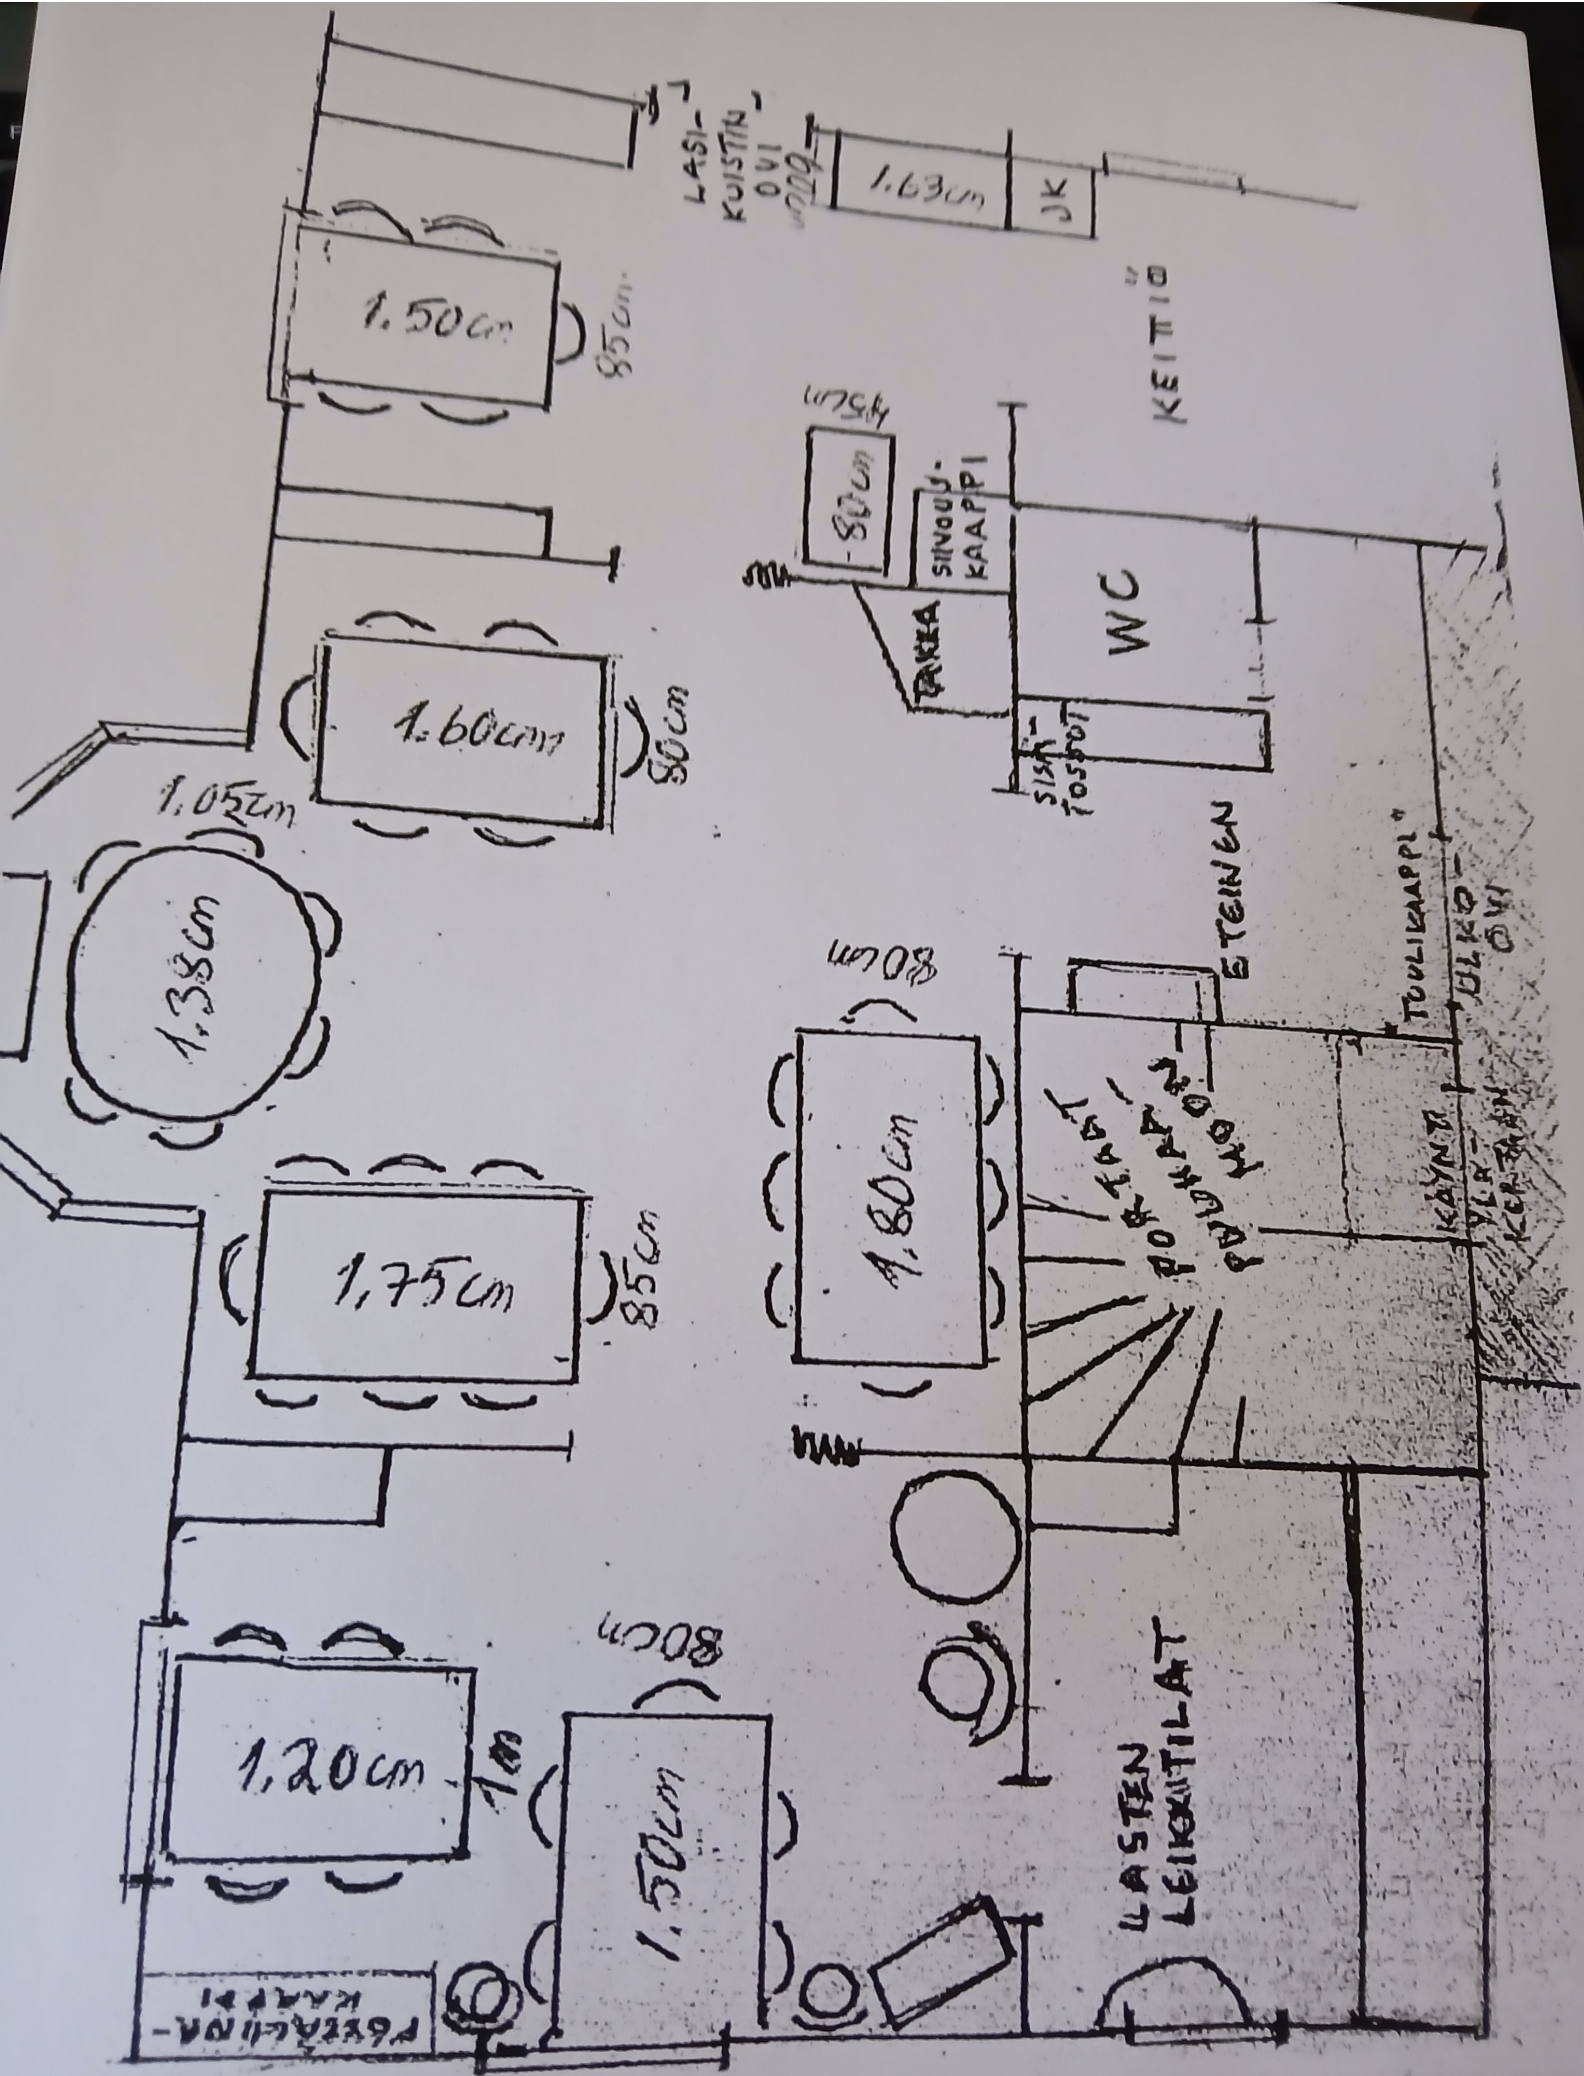 LASI-
KUISTIN
OVI
1.63cm
JK
1.50cm
85cm
KEITTIÖ
45cm
80cm
SIIVOUS-
KAAPPI
TAKKA
WC
1.60cm
80cm
SISÄ-
TOSSUT
1.05cm
1.38cm
ETEINEN
"TUULIKAAPPI"
ULKO-
OVI
80cm
1.80cm
1.75cm
85cm
PORTAAT
KÄYNTI
YLÄ-
KERTAAN
1.20cm
1m
80cm
1.50cm
LASTEN
LEIKKITILAT
PÖYTÄLIINA-
KAAPPI